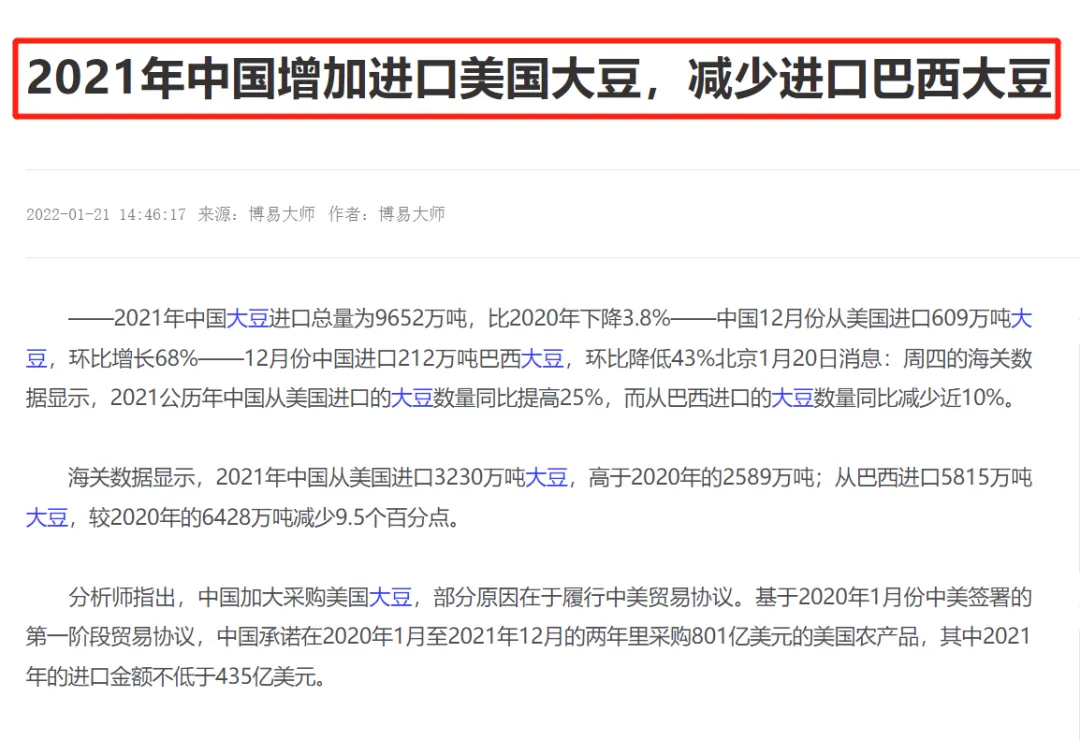 2021年中国增加进口美国大豆，减少进口巴西大豆
2022-01-21 14:46:17 来源：博易大师 作者：博易大师
——2021年中国大豆进口总量为9652万吨，比2020年下降3.8%——中国12月份从美国进口609万吨大
豆，环比增长68%——12月份中国进口212万吨巴西大豆，环比降低43%北京1月20日消息：周四的海关数
据显示，2021公历年中国从美国进口的大豆数量同比提高25%，而从巴西进口的大豆数量同比减少近10%。
海关数据显示，2021年中国从美国进口3230万吨大豆，高于2020年的2589万吨；从巴西进口5815万吨
大豆，较2020年的6428万吨减少9.5个百分点。
分析师指出，中国加大采购美国大豆，部分原因在于履行中美贸易协议。基于2020年1月份中美签署的
第一阶段贸易协议，中国承诺在2020年1月至2021年12月的两年里采购801亿美元的美国农产品，其中2021
年的进口金额不低于435亿美元。